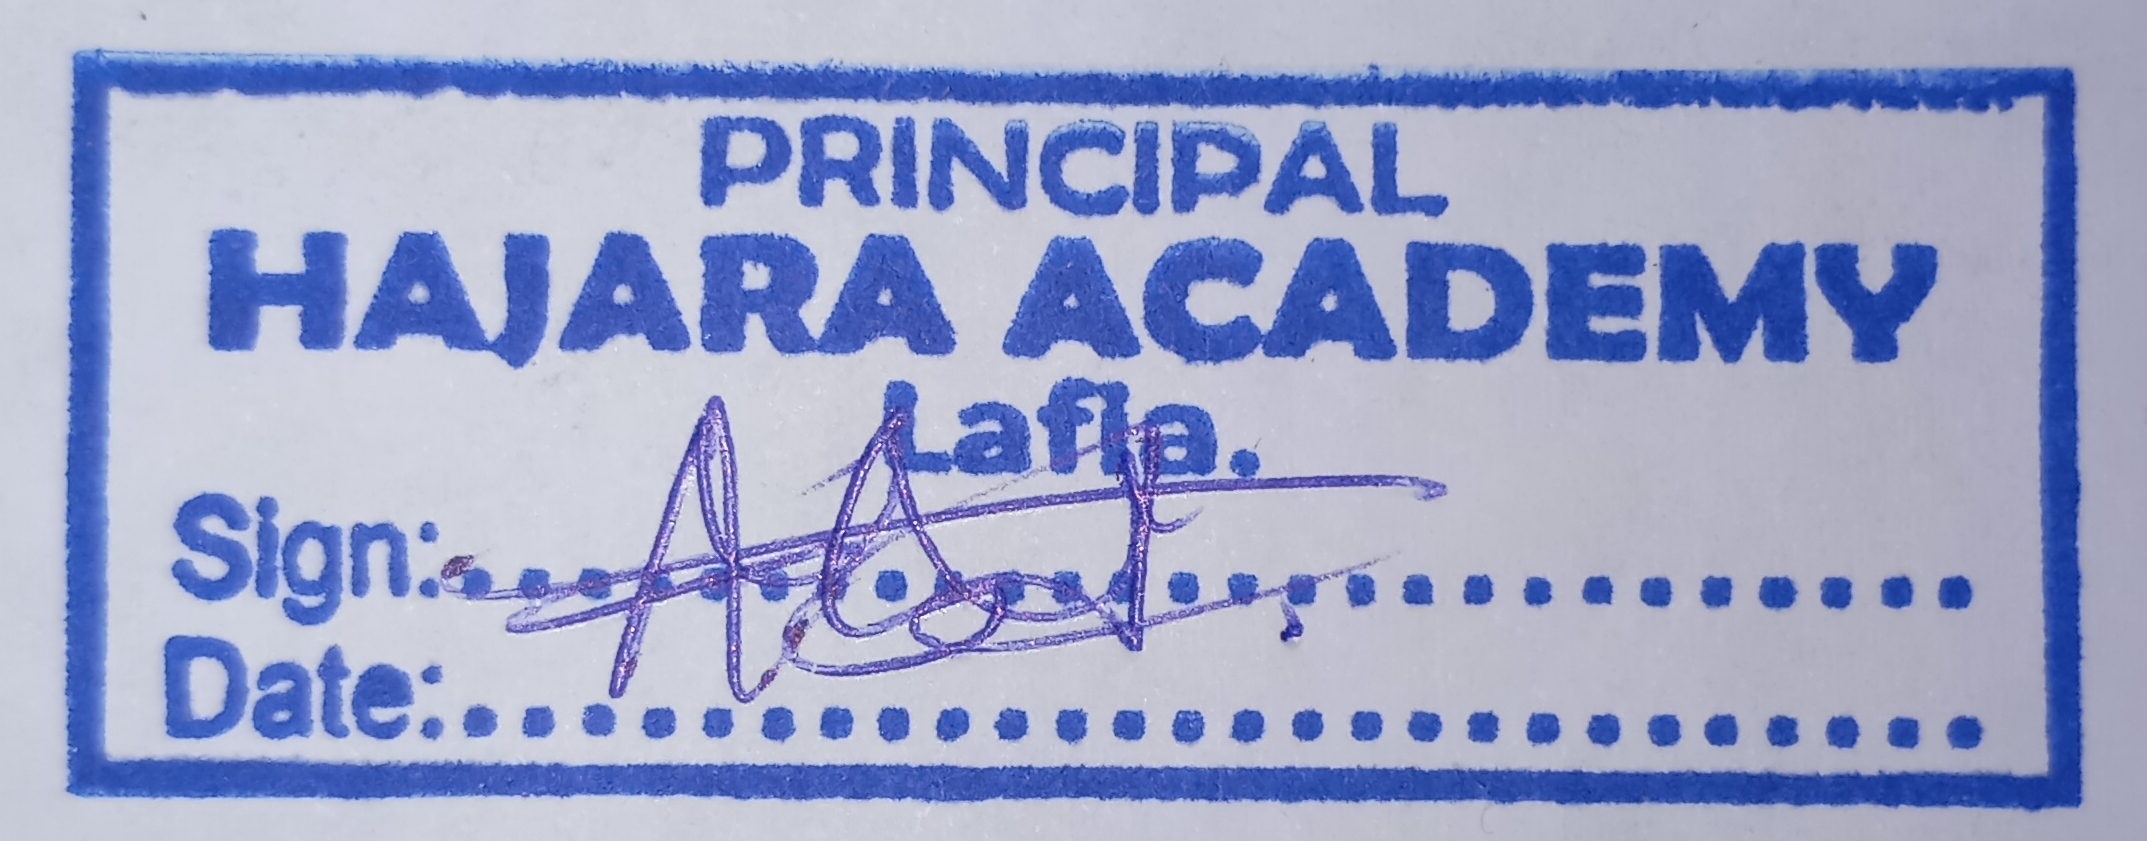 PRINCIPAL
HAJARA ACADEMY
Lafia.
Sign:..........................
Date:..........................